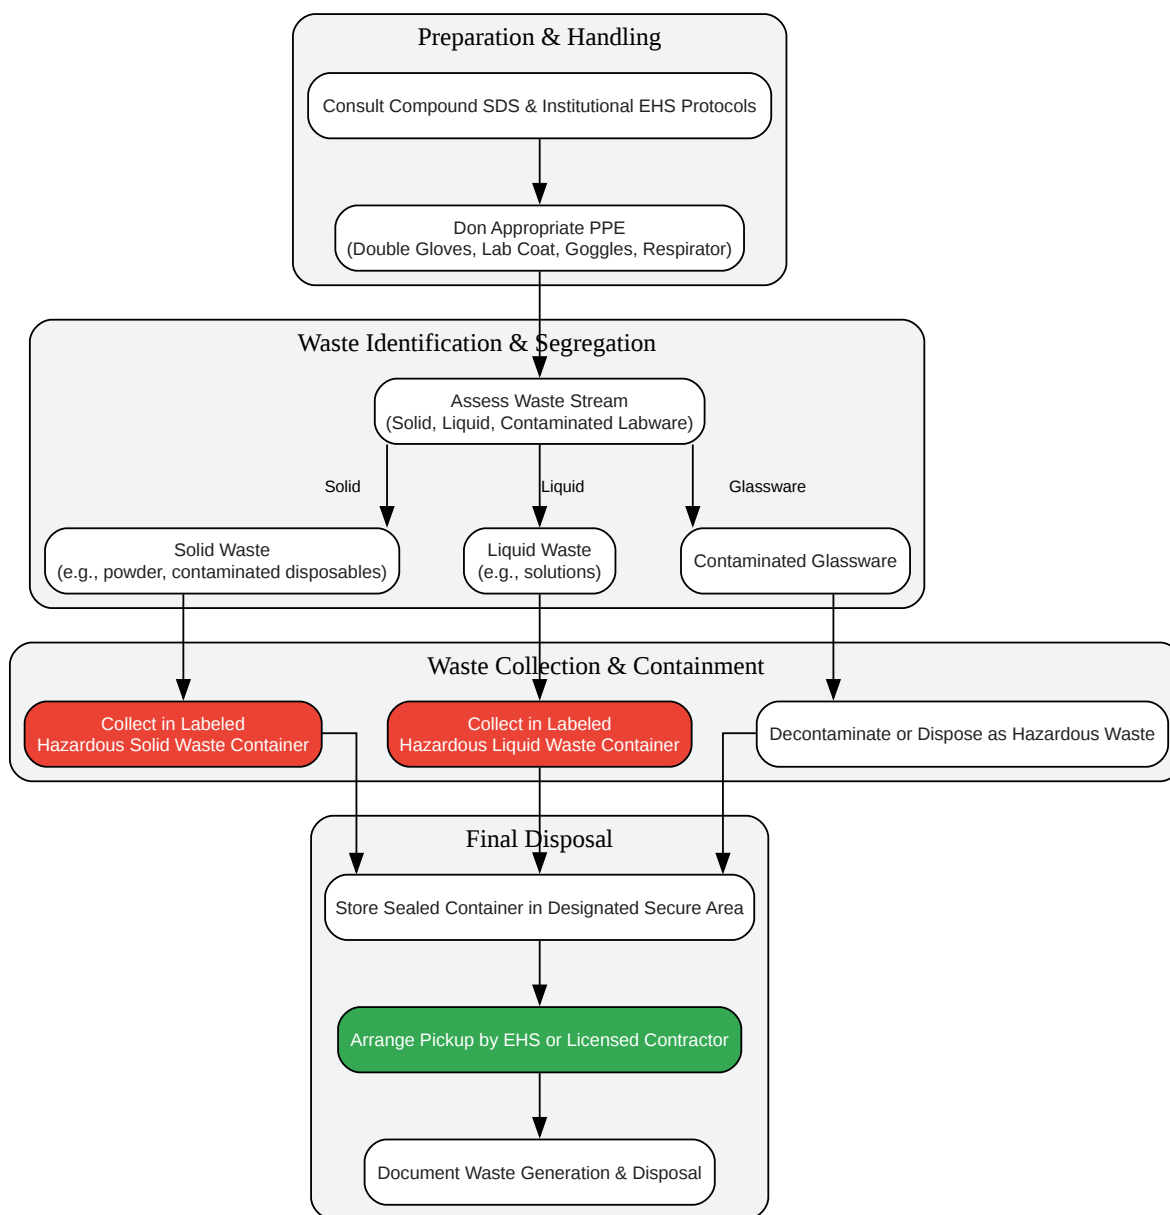 Preparation & Handling
Consult Compound SDS & Institutional EHS Protocols
Don Appropriate PPE
(Double Gloves, Lab Coat, Goggles, Respirator)
Waste Identification & Segregation
Assess Waste Stream
(Solid, Liquid, Contaminated Labware)
Solid
Liquid
Glassware
Solid Waste
(e.g., powder, contaminated disposables)
Liquid Waste
(e.g., solutions)
Contaminated Glassware
Waste Collection & Containment
Collect in Labeled
Hazardous Solid Waste Container
Collect in Labeled
Hazardous Liquid Waste Container
Decontaminate or Dispose as Hazardous Waste
Final Disposal
Store Sealed Container in Designated Secure Area
Arrange Pickup by EHS or Licensed Contractor
Document Waste Generation & Disposal